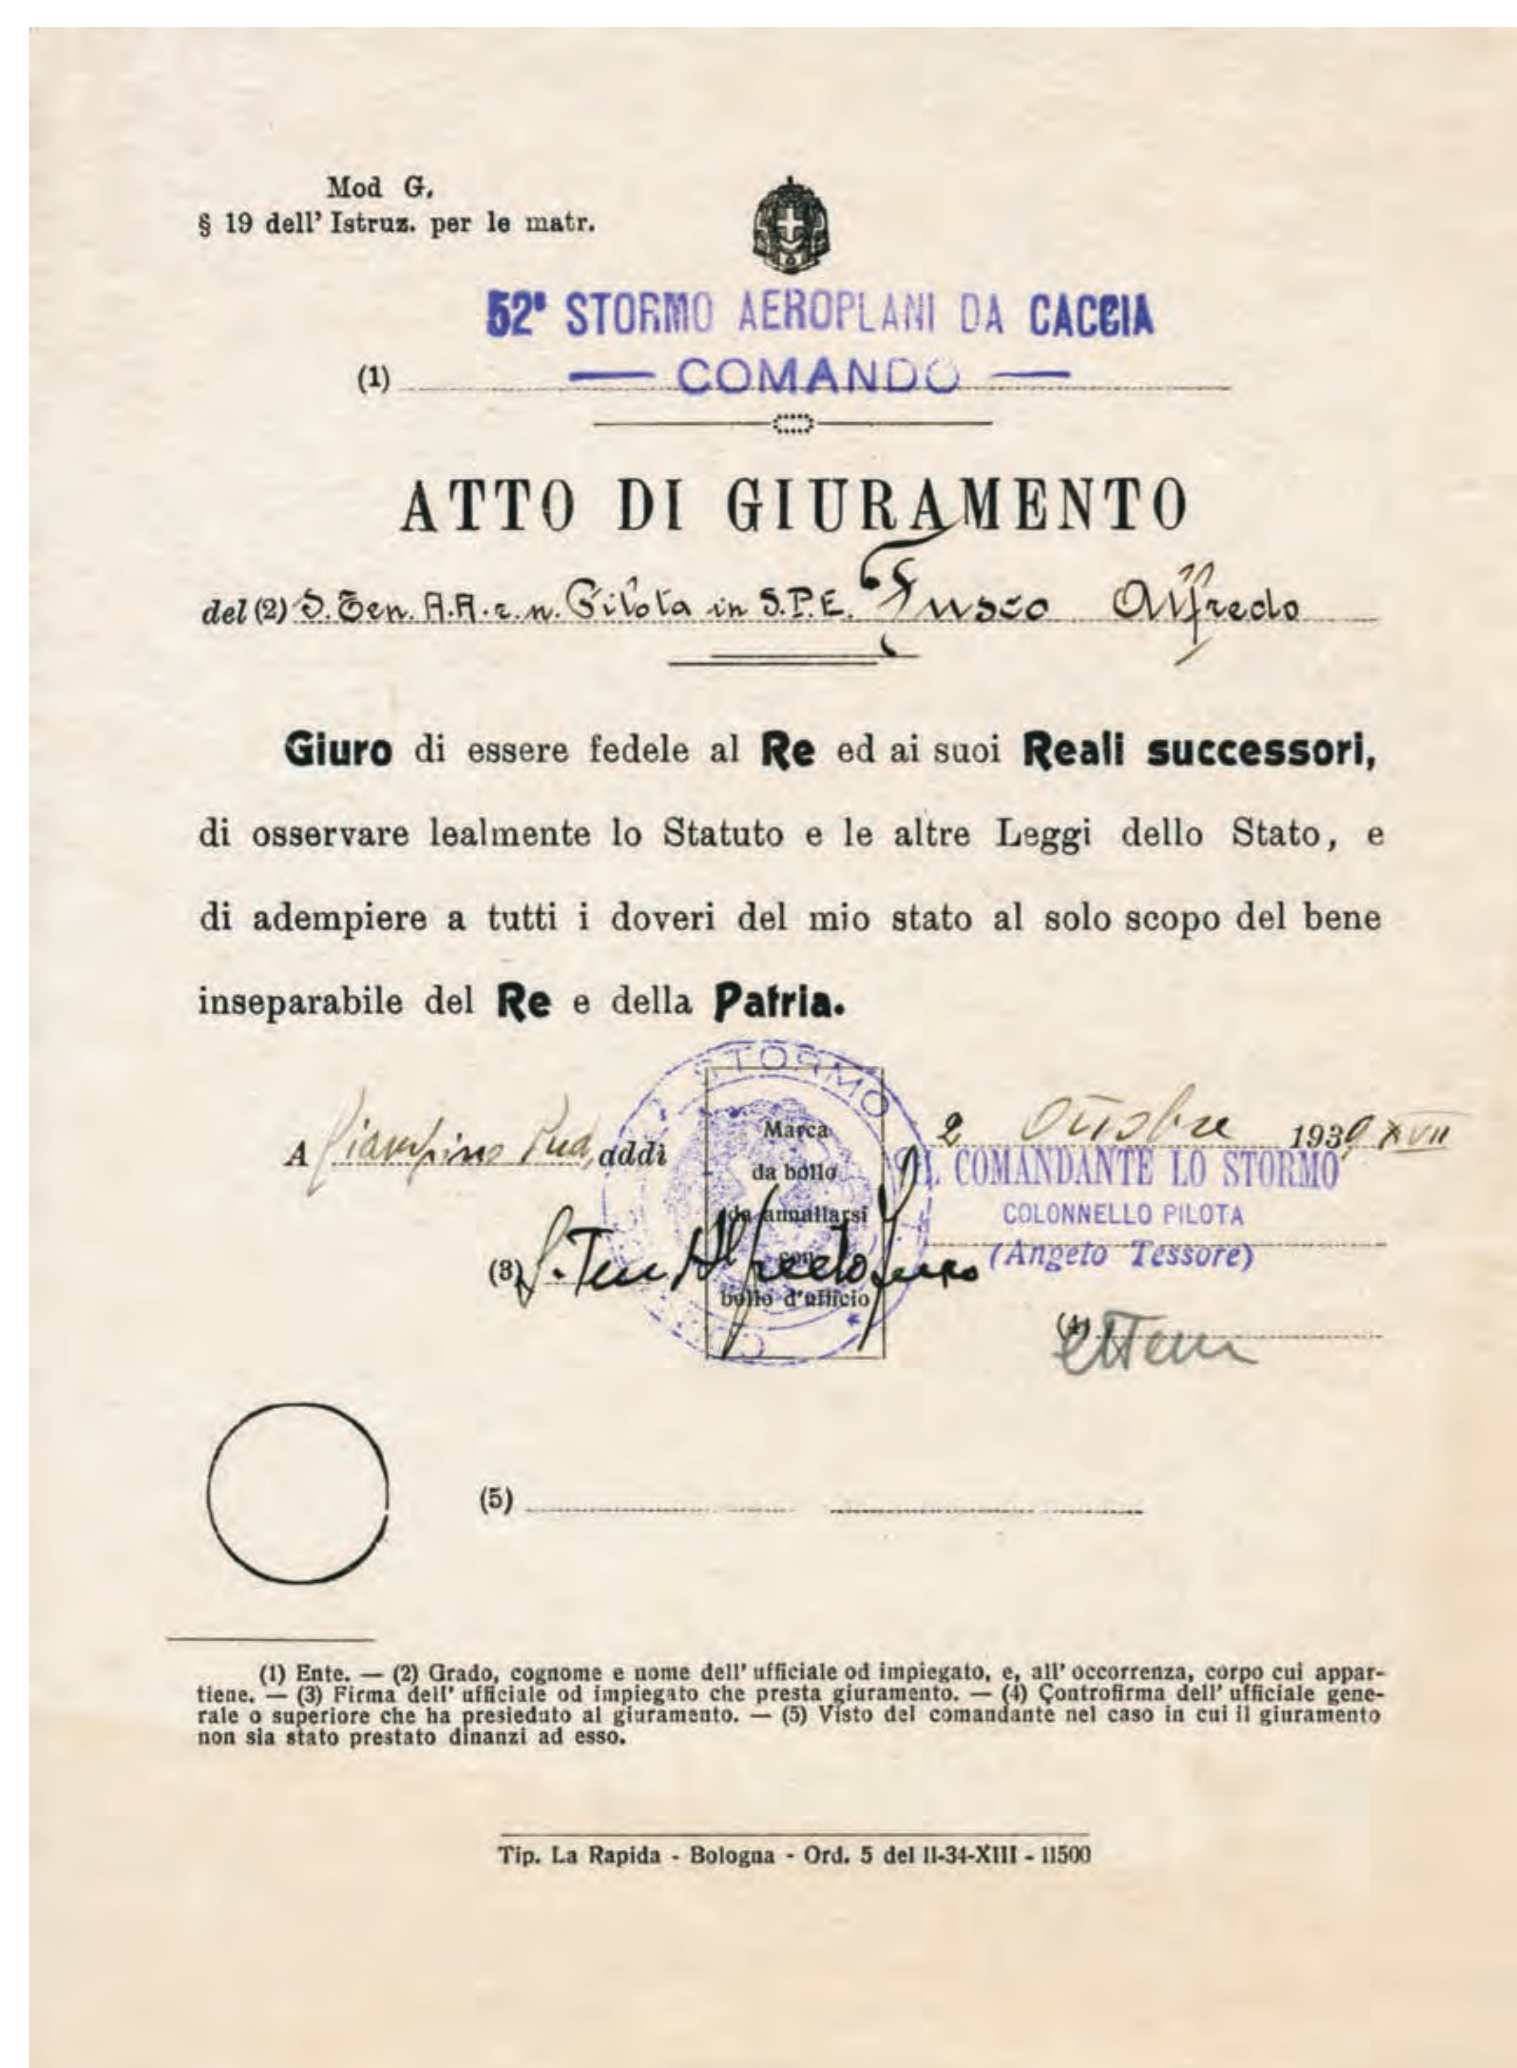 Mod G.
§ 19 dell' Istruz. per le matr.
52° STORMO AEROPLANI DA CACCIA
(1) — COMANDO —
ATTO DI GIURAMENTO
del (2) S. Ten. A.A.r.n. Pilota in S.P.E. Fusco Alfredo
Giuro di essere fedele al Re ed ai suoi Reali successori,
di osservare lealmente lo Statuto e le altre Leggi dello Stato, e
di adempiere a tutti i doveri del mio stato al solo scopo del bene
inseparabile del Re e della Patria.
STORMO
A Ciampino Sud, addì 2 Ottobre 1939 XVII
Marca
da bollo
da annullarsi
con
bollo d'ufficio
IL COMANDANTE LO STORMO
COLONNELLO PILOTA
(Angelo Tessore)
(3) S. Ten Alfredo Fusco
(4)
(5)
(1) Ente. — (2) Grado, cognome e nome dell' ufficiale od impiegato, e, all' occorrenza, corpo cui appar-
tiene. — (3) Firma dell' ufficiale od impiegato che presta giuramento. — (4) Controfirma dell' ufficiale gene-
rale o superiore che ha presieduto al giuramento. — (5) Visto del comandante nel caso in cui il giuramento
non sia stato prestato dinanzi ad esso.
Tip. La Rapida - Bologna - Ord. 5 del 11-34-XIII - 11500